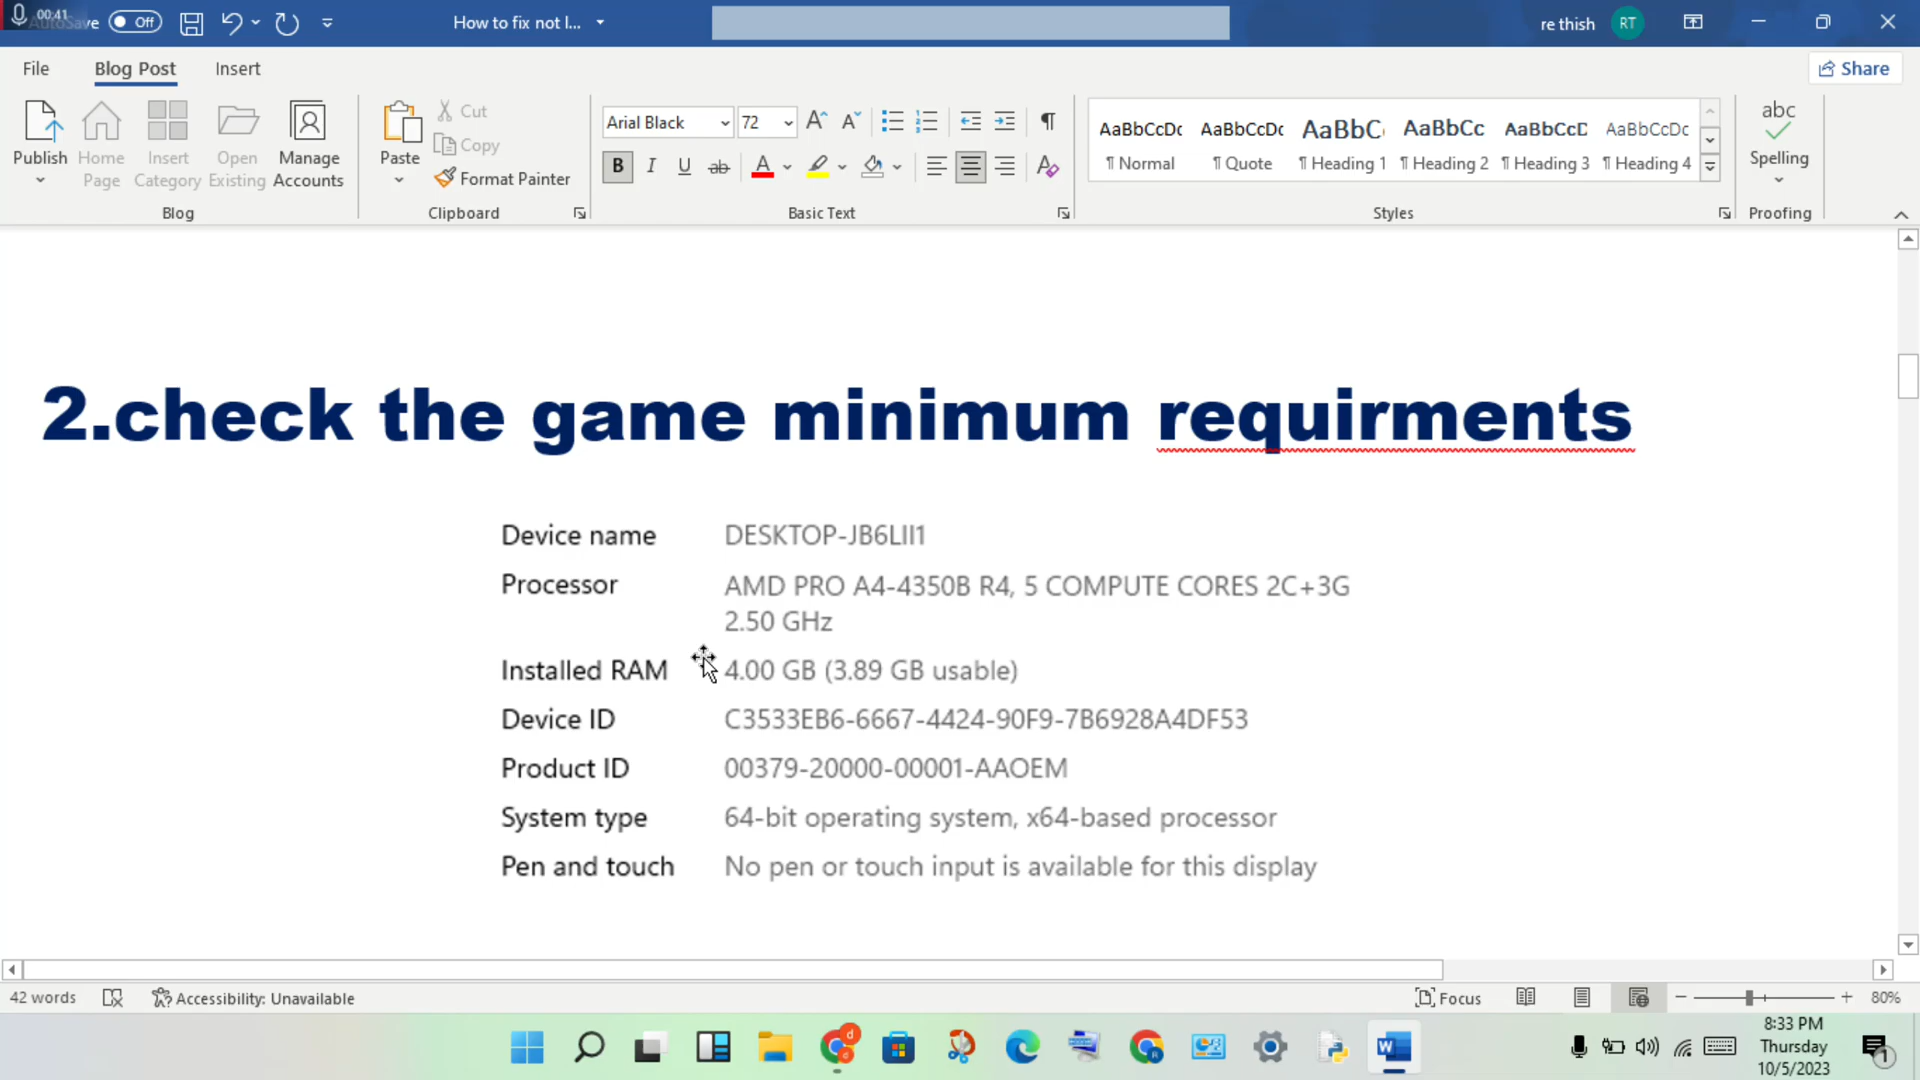 00:41
AutoSave Off
How to fix not l...
re thish
RT
File
Blog Post
Insert
Share
Publish
Home Page
Insert Category
Open Existing
Manage Accounts
Blog
Paste
Cut
Copy
Format Painter
Clipboard
Arial Black
72
B I U ab
A
Basic Text
AaBbCcDc
¶ Normal
AaBbCcDc
¶ Quote
AaBbC
¶ Heading 1
AaBbCc
¶ Heading 2
AaBbCcD
¶ Heading 3
AaBbCcDc
¶ Heading 4
Styles
abc
Spelling
Proofing
2.check the game minimum requirments
Device name DESKTOP-JB6LII1
Processor AMD PRO A4-4350B R4, 5 COMPUTE CORES 2C+3G
2.50 GHz
Installed RAM 4.00 GB (3.89 GB usable)
Device ID C3533EB6-6667-4424-90F9-7B6928A4DF53
Product ID 00379-20000-00001-AAOEM
System type 64-bit operating system, x64-based processor
Pen and touch No pen or touch input is available for this display
42 words
Accessibility: Unavailable
Focus
80%
8:33 PM
Thursday
10/5/2023
1